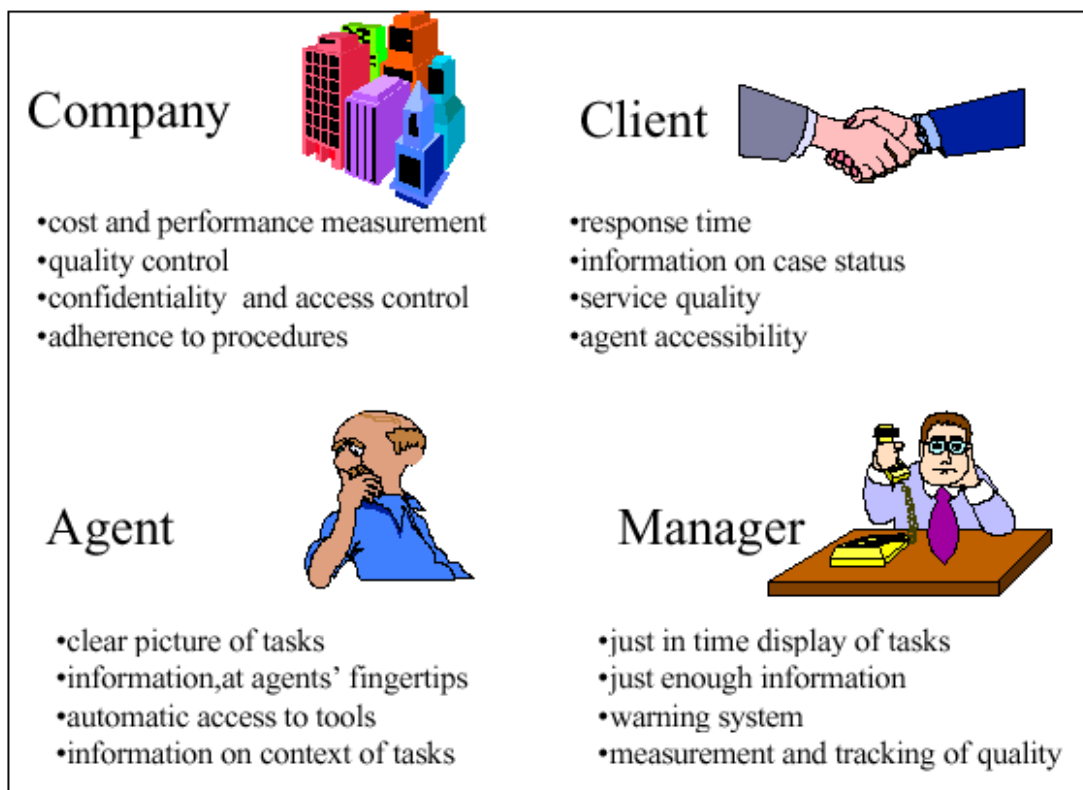 Company
•cost and performance measurement
•quality control
•confidentiality  and access control
•adherence to procedures
Client
•response time
•information on case status
•service quality
•agent accessibility
Agent
•clear picture of tasks
•information,at agents’ fingertips
•automatic access to tools
•information on context of tasks
Manager
•just in time display of tasks
•just enough information
•warning system
•measurement and tracking of quality